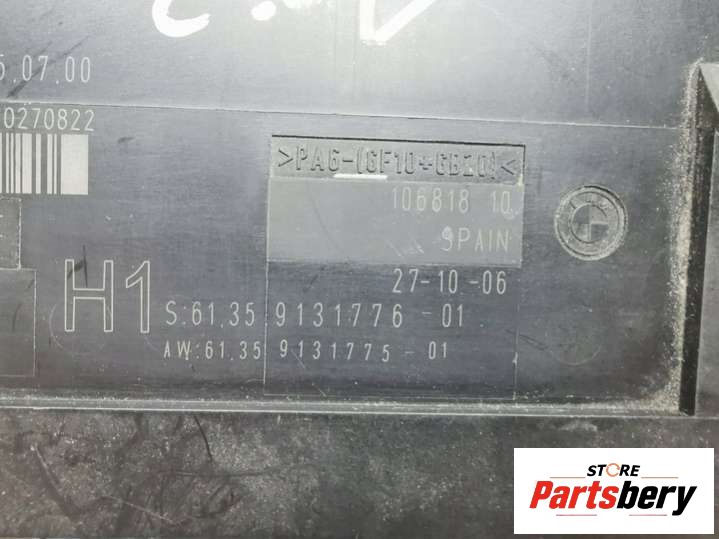 5.07.00
0270822
>PA6-(GF10+GB20)<
106818 10
SPAIN
27-10-06
H1
S:61.35 9131776-01
AW:61.35 9131775-01
STORE
Partsbery